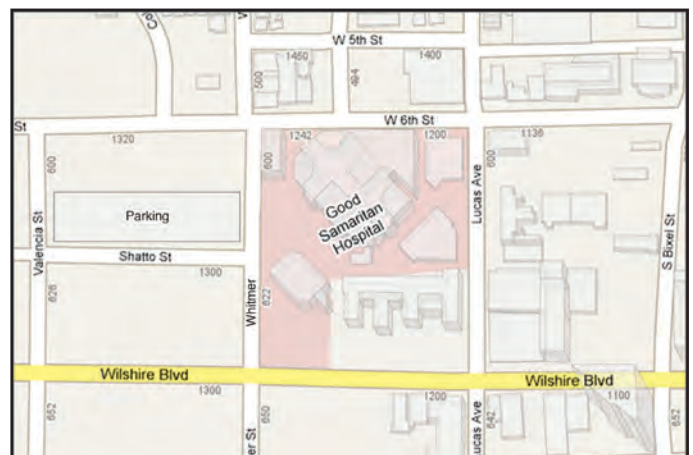 W 5th St
1450
1400
500
494
St
W 6th St
1320
1242
1200
1136
600
600
600
Good
Samaritan
Hospital
Parking
Valencia St
Lucas Ave
S Bixel St
Shatto St
1300
626
622
Whitmer
Wilshire Blvd
Wilshire Blvd
1300
1200
1100
652
650
er St
Lucas Ave
642
652